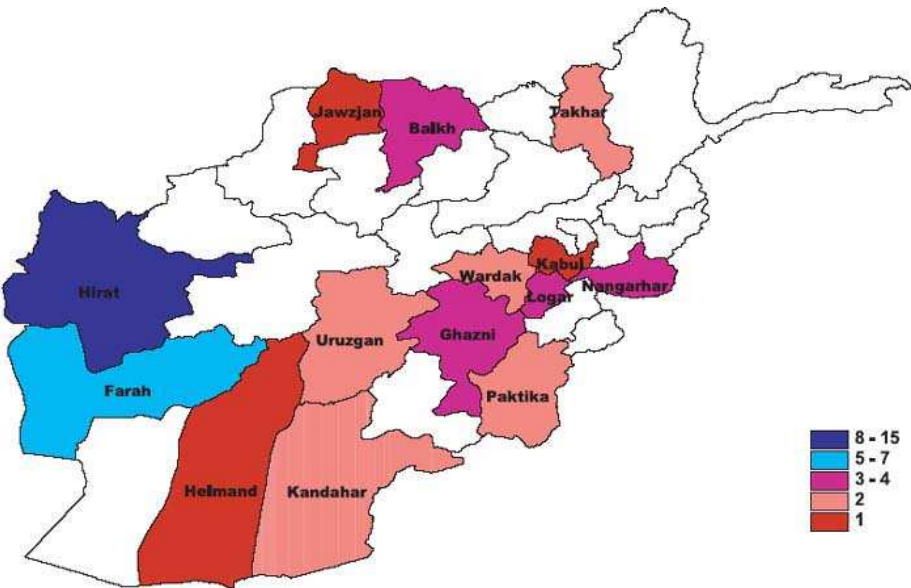 Jawzjan
Balkh
Takhar
Hirat
Wardak
Kabul
Logar
Nangarhar
Uruzgan
Ghazni
Farah
Paktika
Helmand
Kandahar
8 - 15
5 - 7
3 - 4
2
1